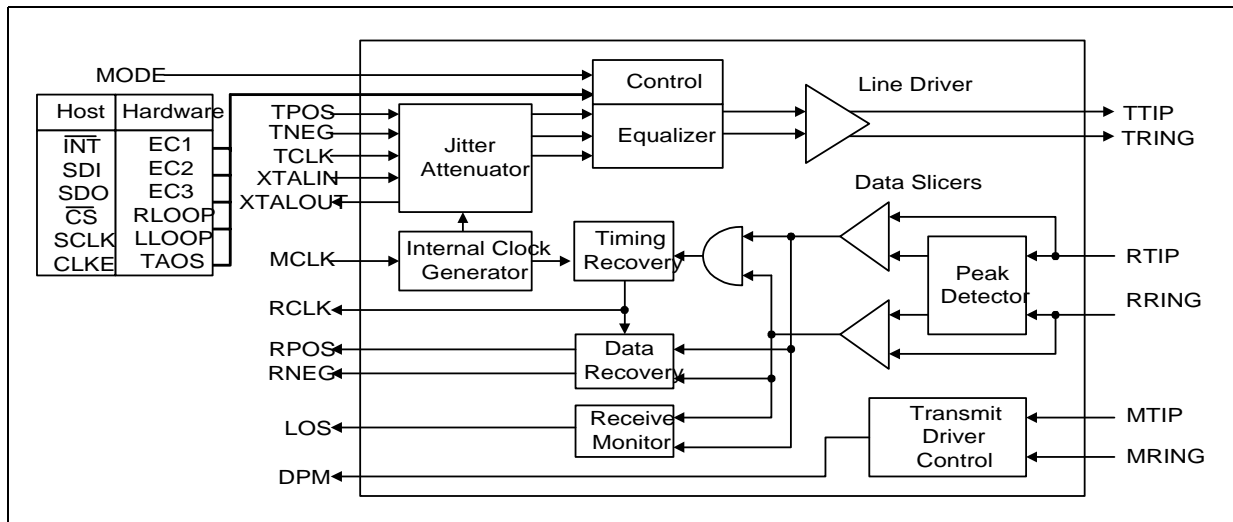 MODE
Host Hardware
INT EC1
SDI EC2
SDO EC3
CS RLOOP
SCLK LLOOP
CLKE TAOS
TPOS
TNEG
TCLK
XTALIN
XTALOUT
MCLK
RCLK
RPOS
RNEG
LOS
DPM
Jitter
Attenuator
Internal Clock
Generator
Control
Equalizer
Line Driver
Timing
Recovery
Data
Recovery
Receive
Monitor
Data Slicers
Peak
Detector
Transmit
Driver
Control
TTIP
TRING
RTIP
RRING
MTIP
MRING